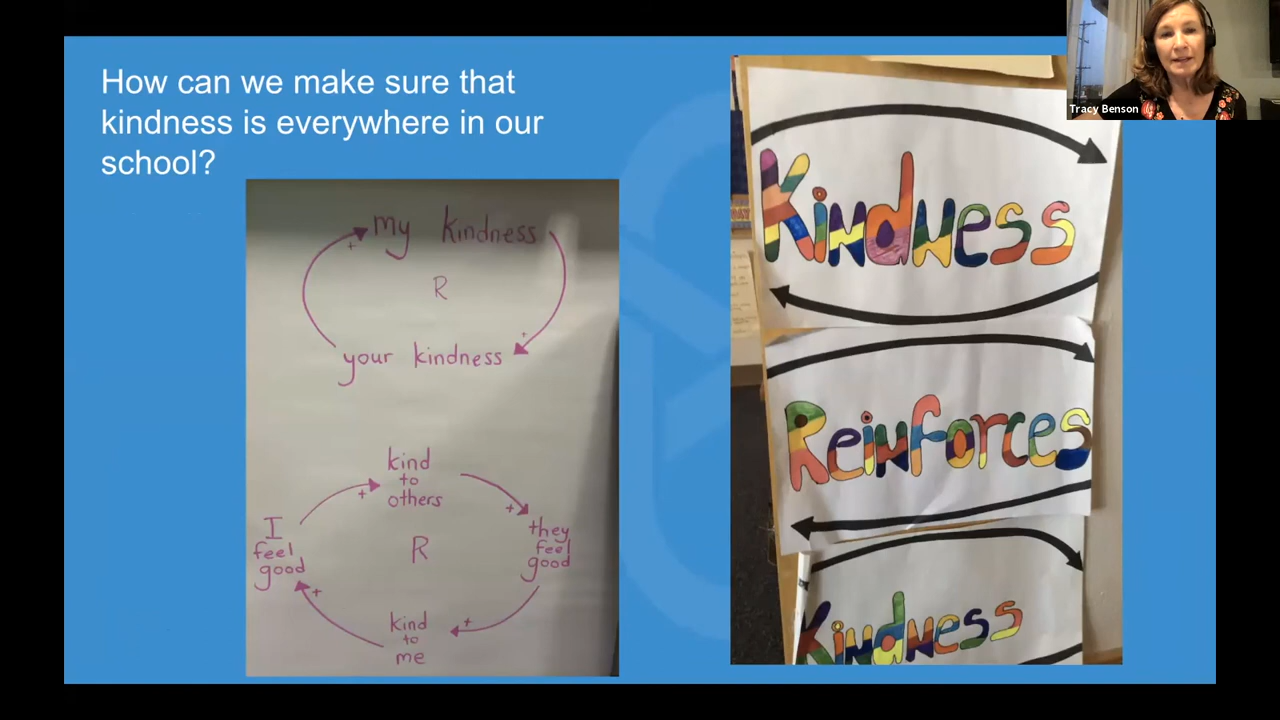 How can we make sure that
kindness is everywhere in our
school?
my kindness
+
R
+
your kindness
kind
to
others
+
+
I
feel
good
R
they
feel
good
+
+
kind
to
me
Kindness
Reinforces
Kindness
Tracy Benson